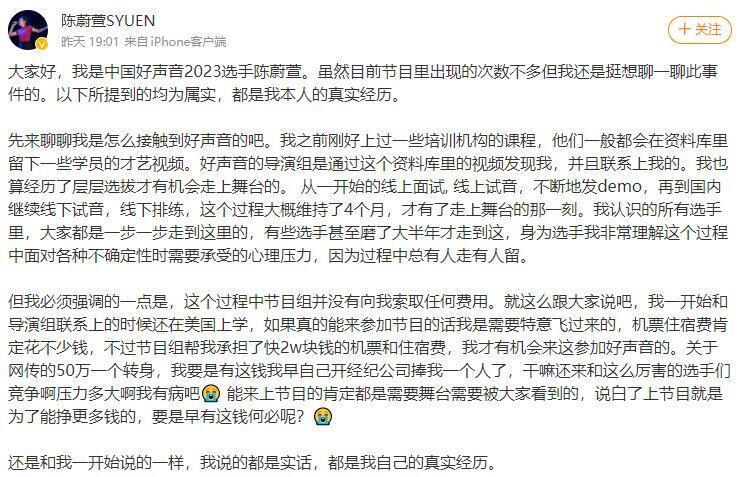 陈蔚萱SYUEN
昨天 19:01 来自iPhone客户端
+关注
大家好，我是中国好声音2023选手陈蔚萱。虽然目前节目里出现的次数不多但我还是挺想聊一聊此事
件的。以下所提到的均为属实，都是我本人的真实经历。
先来聊聊我是怎么接触到好声音的吧。我之前刚好上过一些培训机构的课程，他们一般都会在资料库里
留下一些学员的才艺视频。好声音的导演组是通过这个资料库里的视频发现我，并且联系上我的。我也
算经历了层层选拔才有机会走上舞台的。 从一开始的线上面试, 线上试音，不断地发demo，再到国内
继续线下试音，线下排练，这个过程大概维持了4个月，才有了走上舞台的那一刻。我认识的所有选手
里，大家都是一步一步走到这里的，有些选手甚至磨了大半年才走到这，身为选手我非常理解这个过程
中面对各种不确定性时需要承受的心理压力，因为过程中总有人走有人留。
但我必须强调的一点是，这个过程中节目组并没有向我索取任何费用。就这么跟大家说吧，我一开始和
导演组联系上的时候还在美国上学，如果真的能来参加节目的话我是需要特意飞过来的，机票住宿费肯
定花不少钱，不过节目组帮我承担了快2w块钱的机票和住宿费，我才有机会来这参加好声音的。关于
网传的50万一个转身，我要是有这钱我早自己开经纪公司捧我一个人了，干嘛还来和这么厉害的选手们
竞争啊压力多大啊我有病吧😭 能来上节目的肯定都是需要舞台需要被大家看到的，说白了上节目就是
为了能挣更多钱的，要是早有这钱何必呢？😭
还是和我一开始说的一样，我说的都是实话，都是我自己的真实经历。